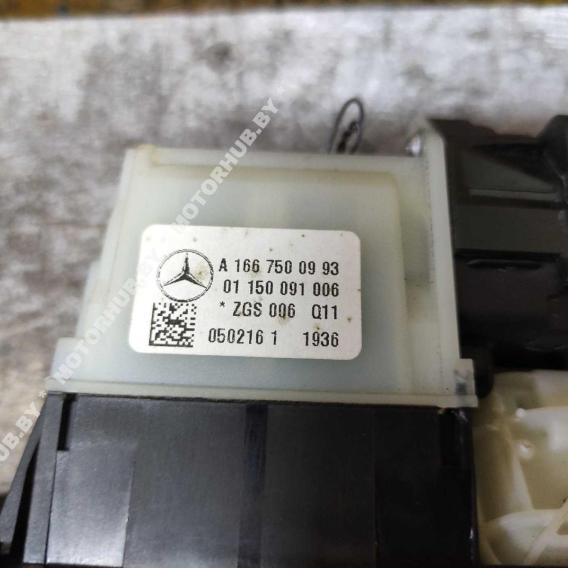 A 166 750 09 93
01 150 091 006
* ZGS 006 Q11
050216 1 1936
MOTORHUB.BY * MOTORHUB.BY